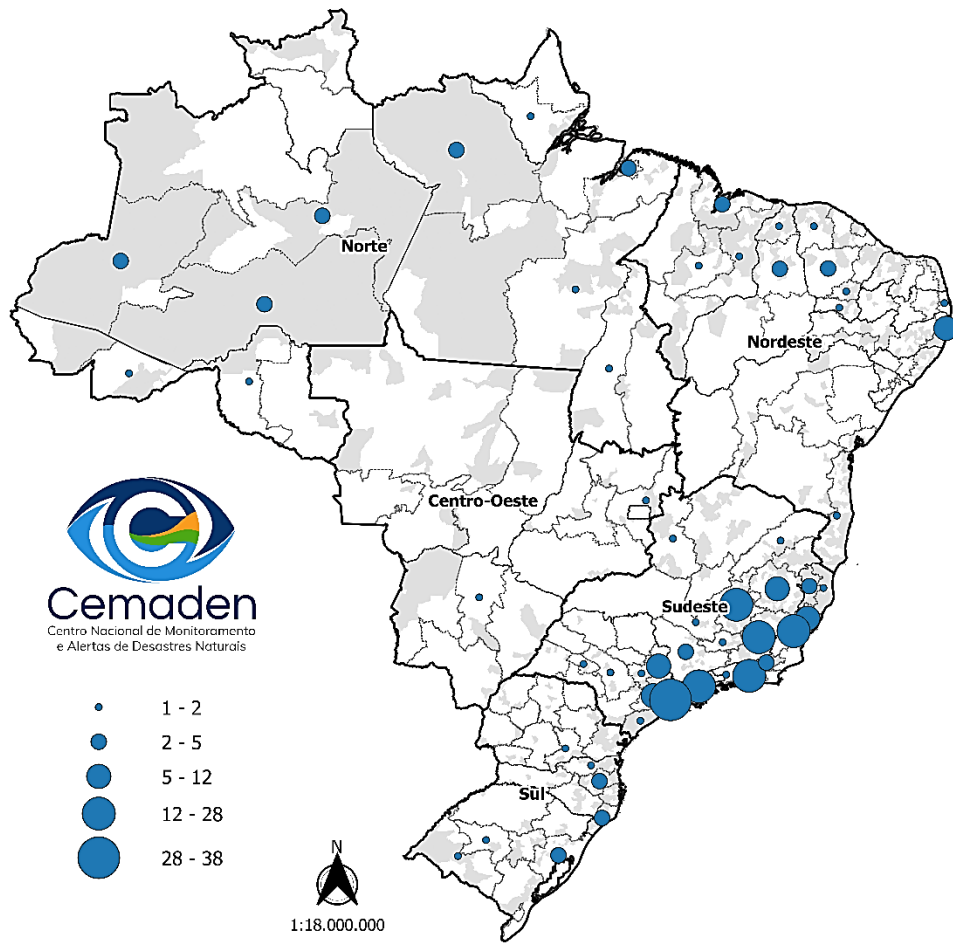 Norte
Nordeste
Centro-Oeste
Sudeste
Sul
Cemaden
Centro Nacional de Monitoramento
e Alertas de Desastres Naturais
1 - 2
2 - 5
5 - 12
12 - 28
28 - 38
N
1:18.000.000